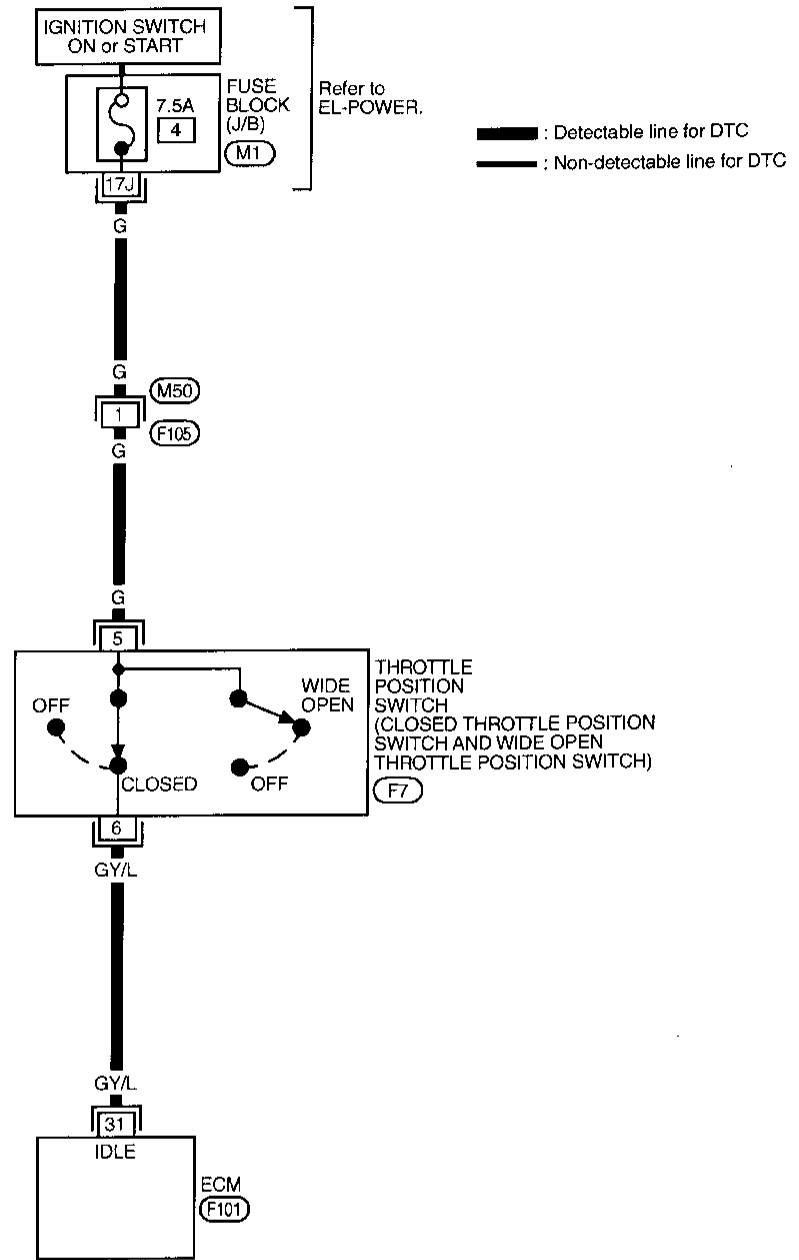 IGNITION SWITCH
ON or START
FUSE
BLOCK
(J/B)
M1
7.5A
4
17J
Refer to
EL-POWER.
: Detectable line for DTC
: Non-detectable line for DTC
G
G
M50
1
F105
G
G
5
OFF
CLOSED
WIDE
OPEN
OFF
THROTTLE
POSITION
SWITCH
(CLOSED THROTTLE POSITION
SWITCH AND WIDE OPEN
THROTTLE POSITION SWITCH)
F7
6
GY/L
GY/L
31
IDLE
ECM
F101